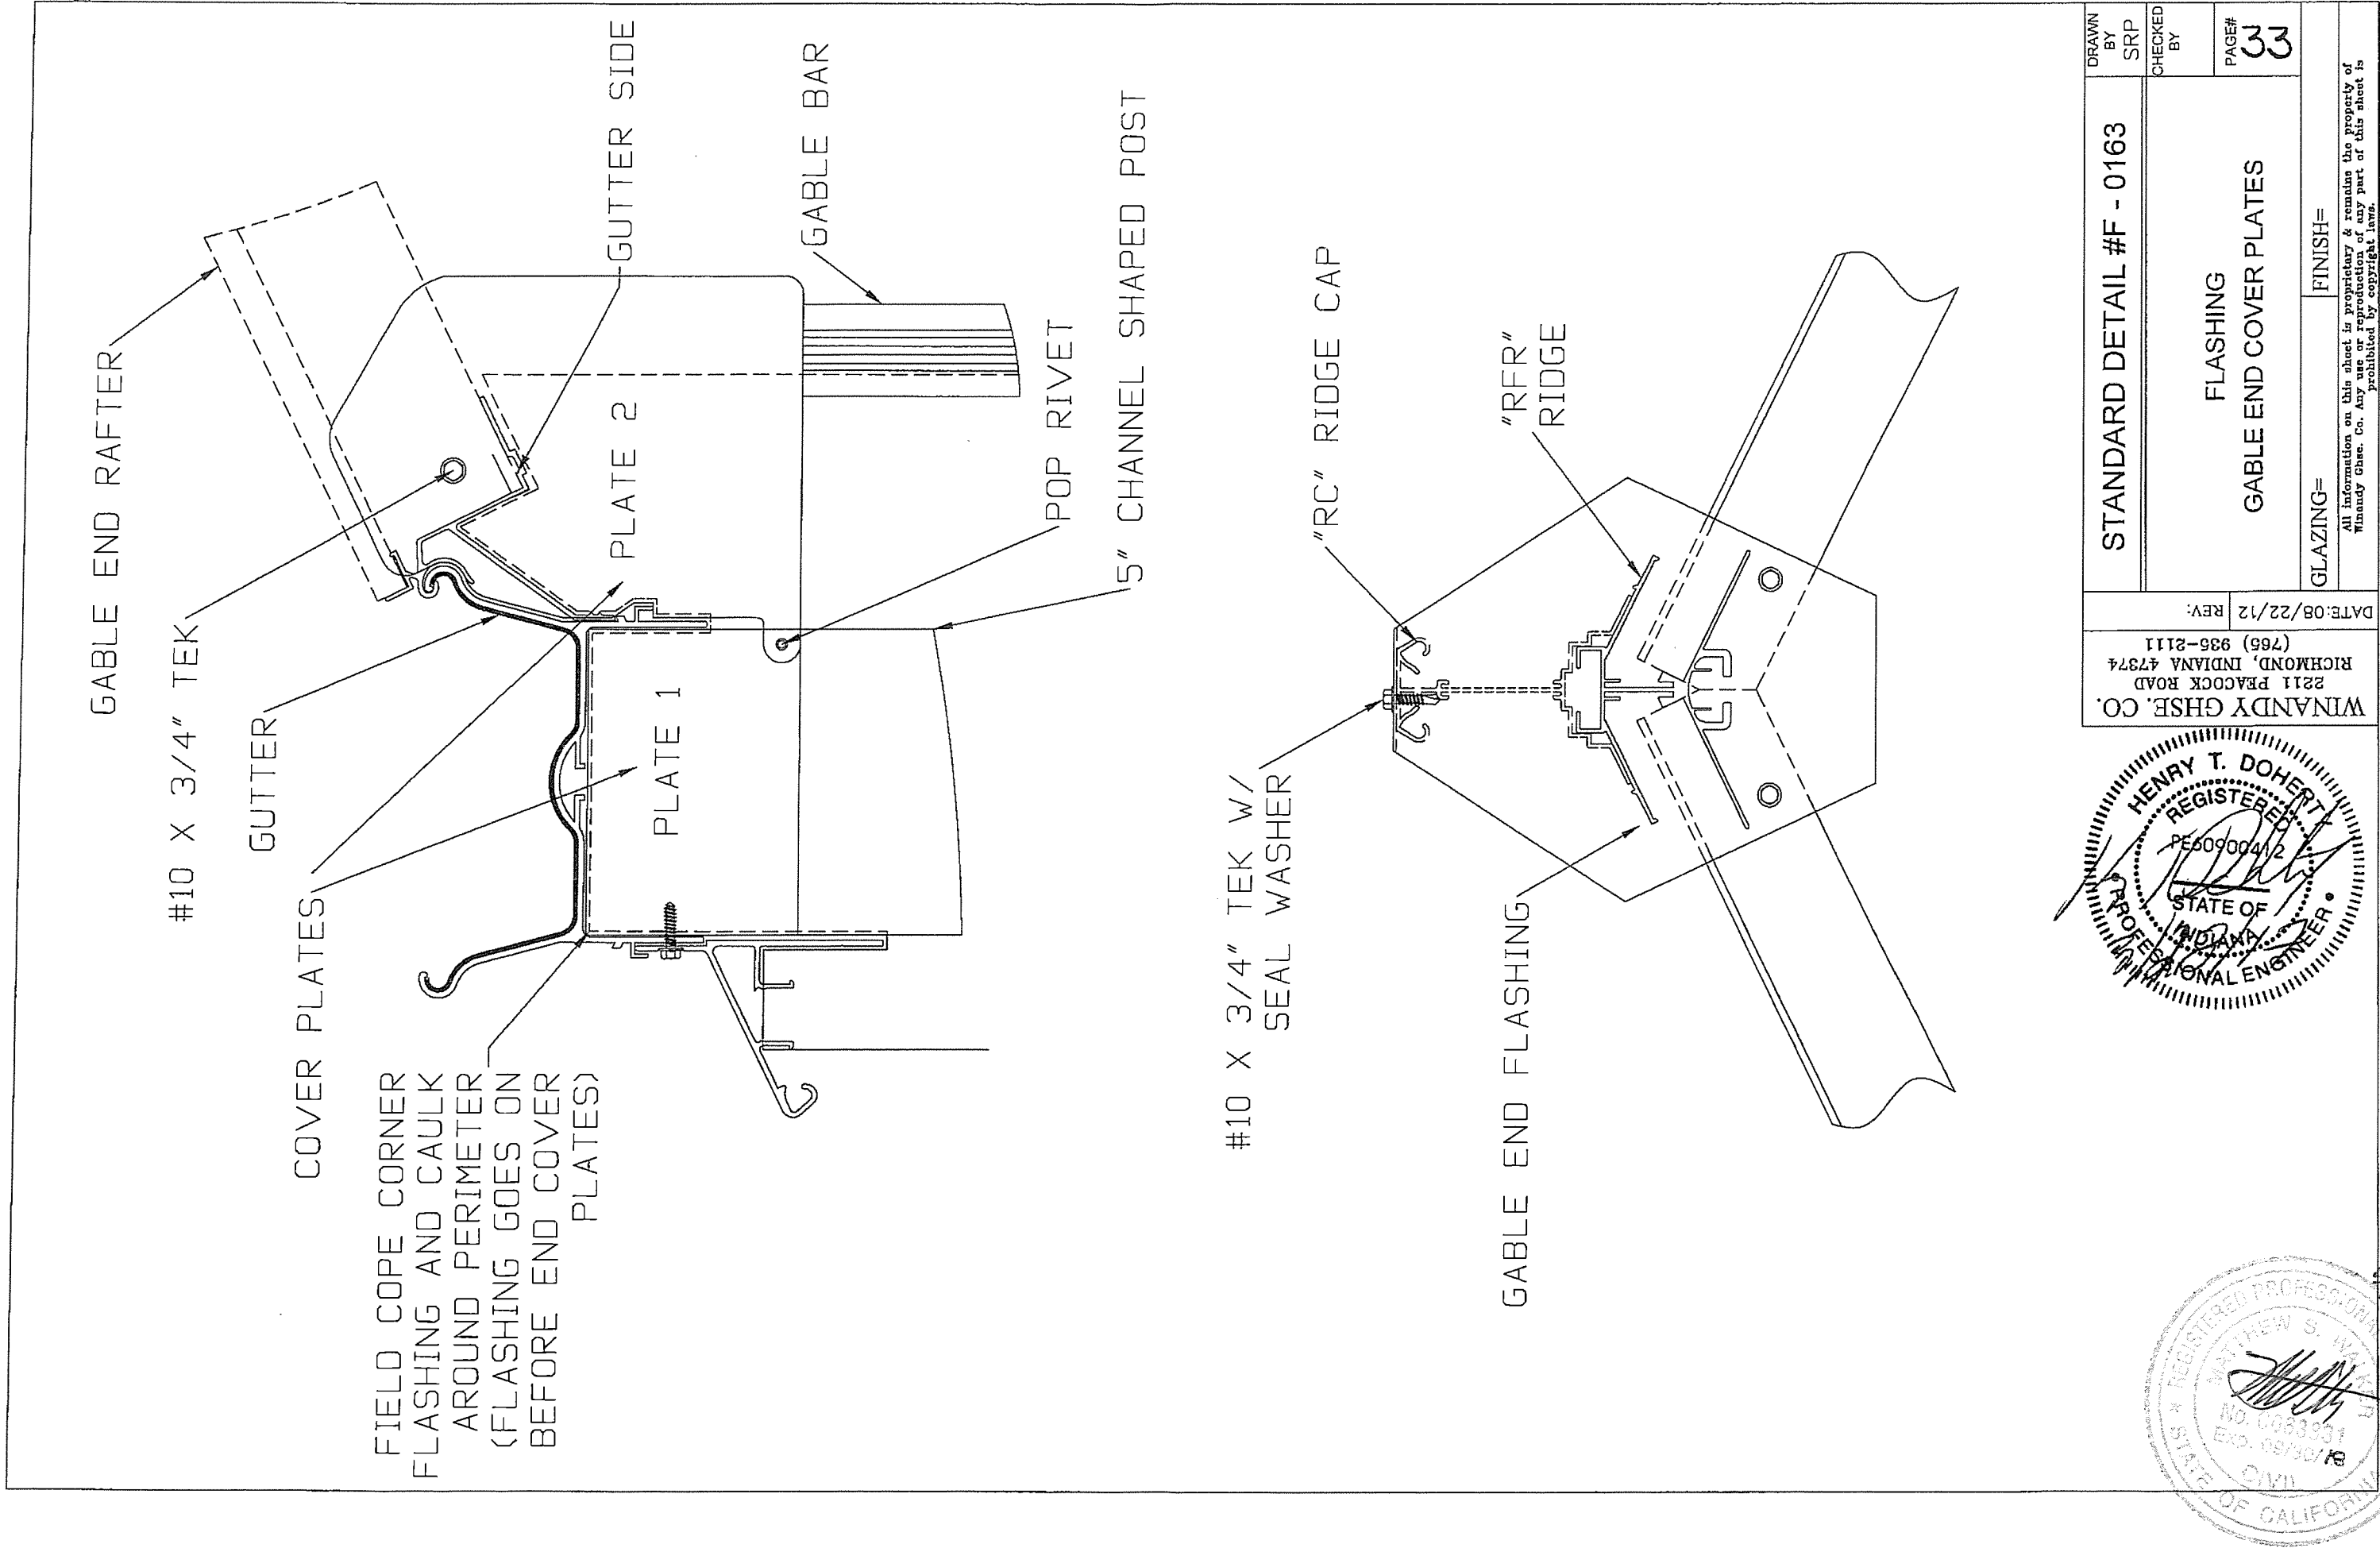 GABLE END RAFTER
#10 X 3/4" TEK
GUTTER
COVER PLATES
FIELD COPE CORNER
FLASHING AND CAULK
AROUND PERIMETER
(FLASHING GOES ON
BEFORE END COVER
PLATES)
PLATE 1
PLATE 2
GUTTER SIDE
GABLE BAR
POP RIVET
5" CHANNEL SHAPED POST
#10 X 3/4" TEK W/
SEAL WASHER
"RC" RIDGE CAP
"RFR"
RIDGE
GABLE END FLASHING
STANDARD DETAIL #F - 0163
FLASHING
GABLE END COVER PLATES
DRAWN
BY
SRP
CHECKED
BY
PAGE#
33
GLAZING=
FINISH=
All information on this sheet is proprietary & remains the property of
Winandy Ghse. Co. Any use or reproduction of any part of this sheet is
prohibited by copyright laws.
DATE:08/22/12
REV:
WINANDY GHSE. CO.
2211 PEACOCK ROAD
RICHMOND, INDIANA 47374
(765) 935-2111
HENRY T. DOHERTY
REGISTERED
PE60900412
STATE OF
INDIANA
PROFESSIONAL ENGINEER
REGISTERED PROFESSIONAL
MATTHEW S.
Exp. 09/30/18
CIVIL
STATE OF CALIFORNIA